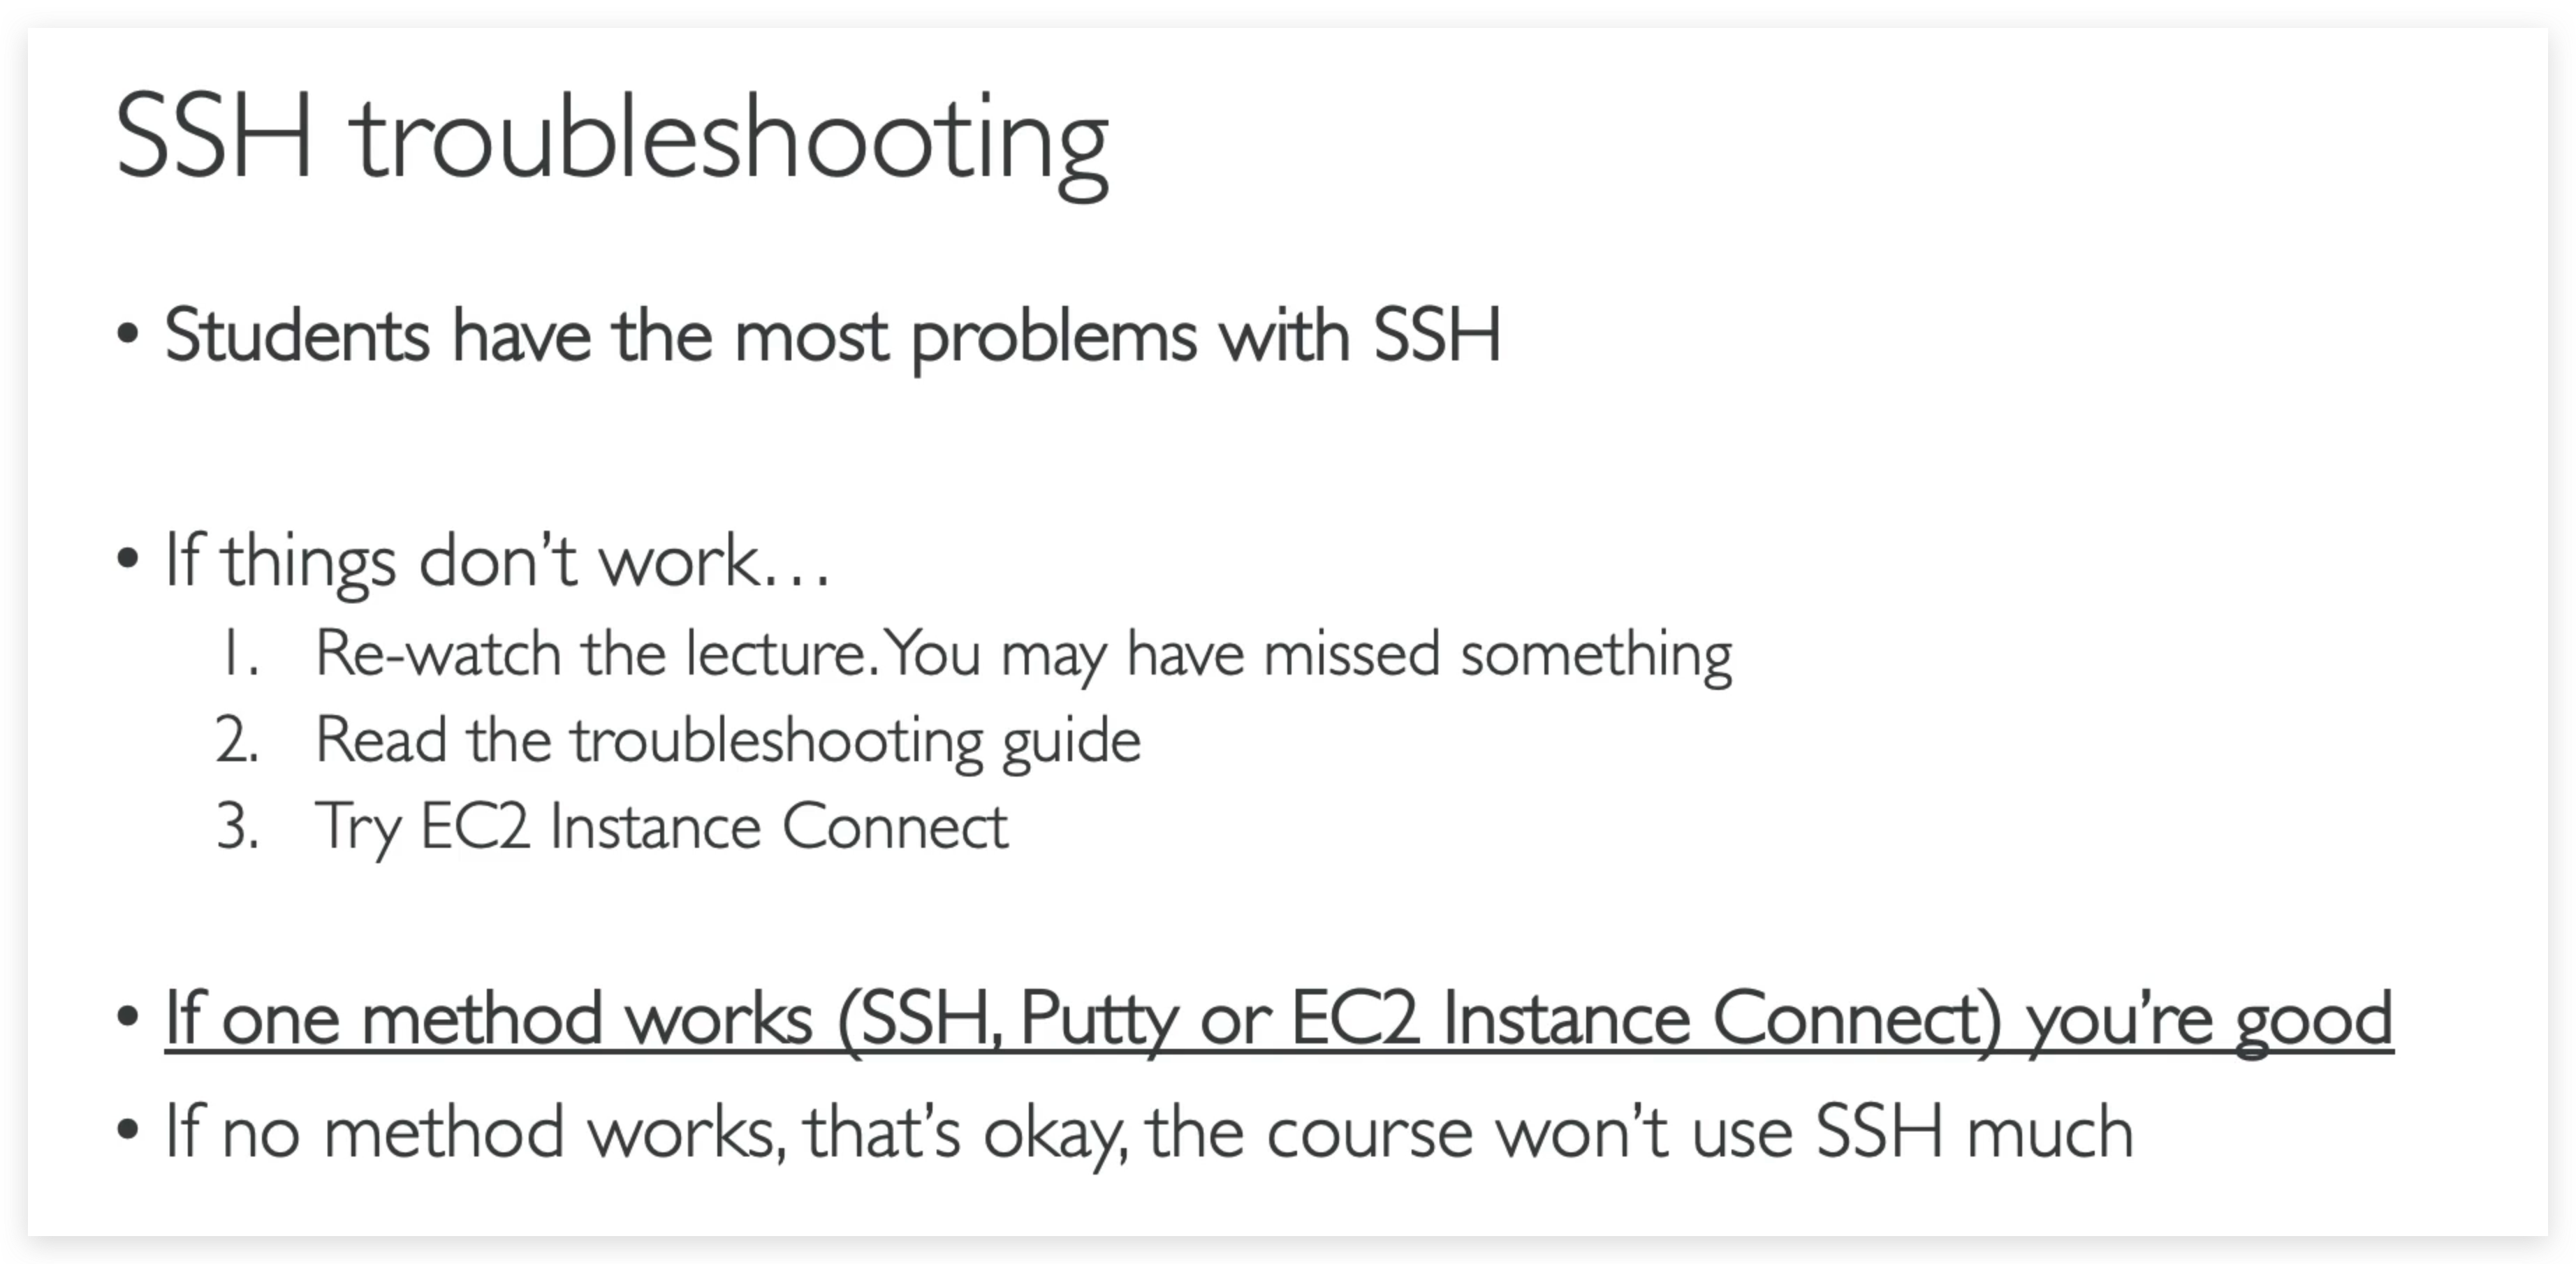 SSH troubleshooting
• Students have the most problems with SSH
• If things don’t work…
1. Re-watch the lecture. You may have missed something
2. Read the troubleshooting guide
3. Try EC2 Instance Connect
• If one method works (SSH, Putty or EC2 Instance Connect) you’re good
• If no method works, that’s okay, the course won’t use SSH much